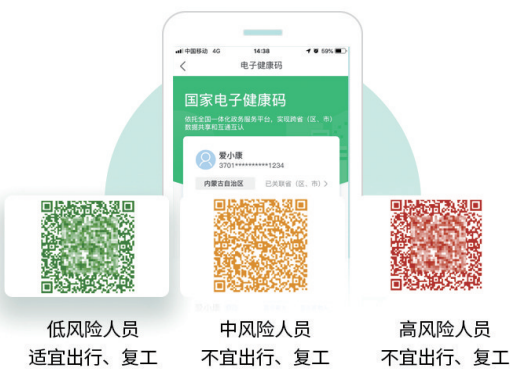 中国移动 4G 14:38 59%
电子健康码
国家电子健康码
依托全国一体化政务服务平台，实现跨省（区、市）
数据共享和互通互认
爱小康
3701**********1234
内蒙古自治区 已关联省（区、市）>
低风险人员 中风险人员 高风险人员
适宜出行、复工 不宜出行、复工 不宜出行、复工